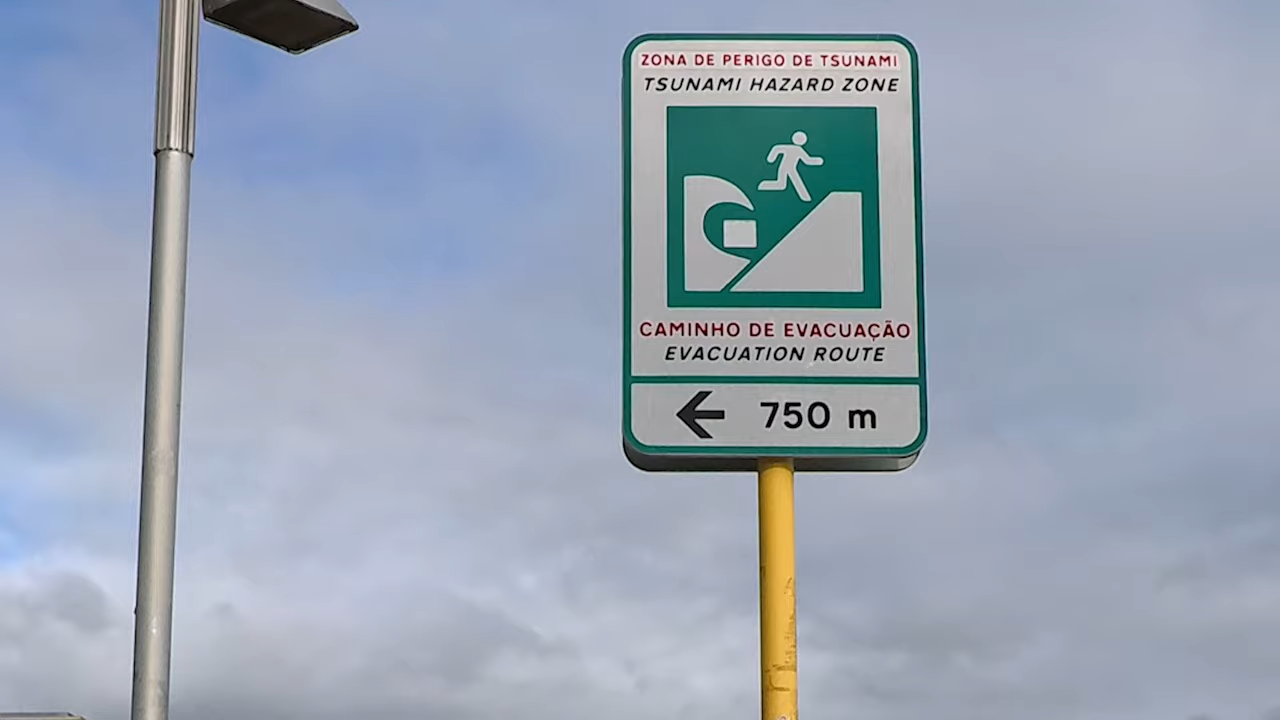 ZONA DE PERIGO DE TSUNAMI
TSUNAMI HAZARD ZONE
CAMINHO DE EVACUAÇÃO
EVACUATION ROUTE
← 750 m